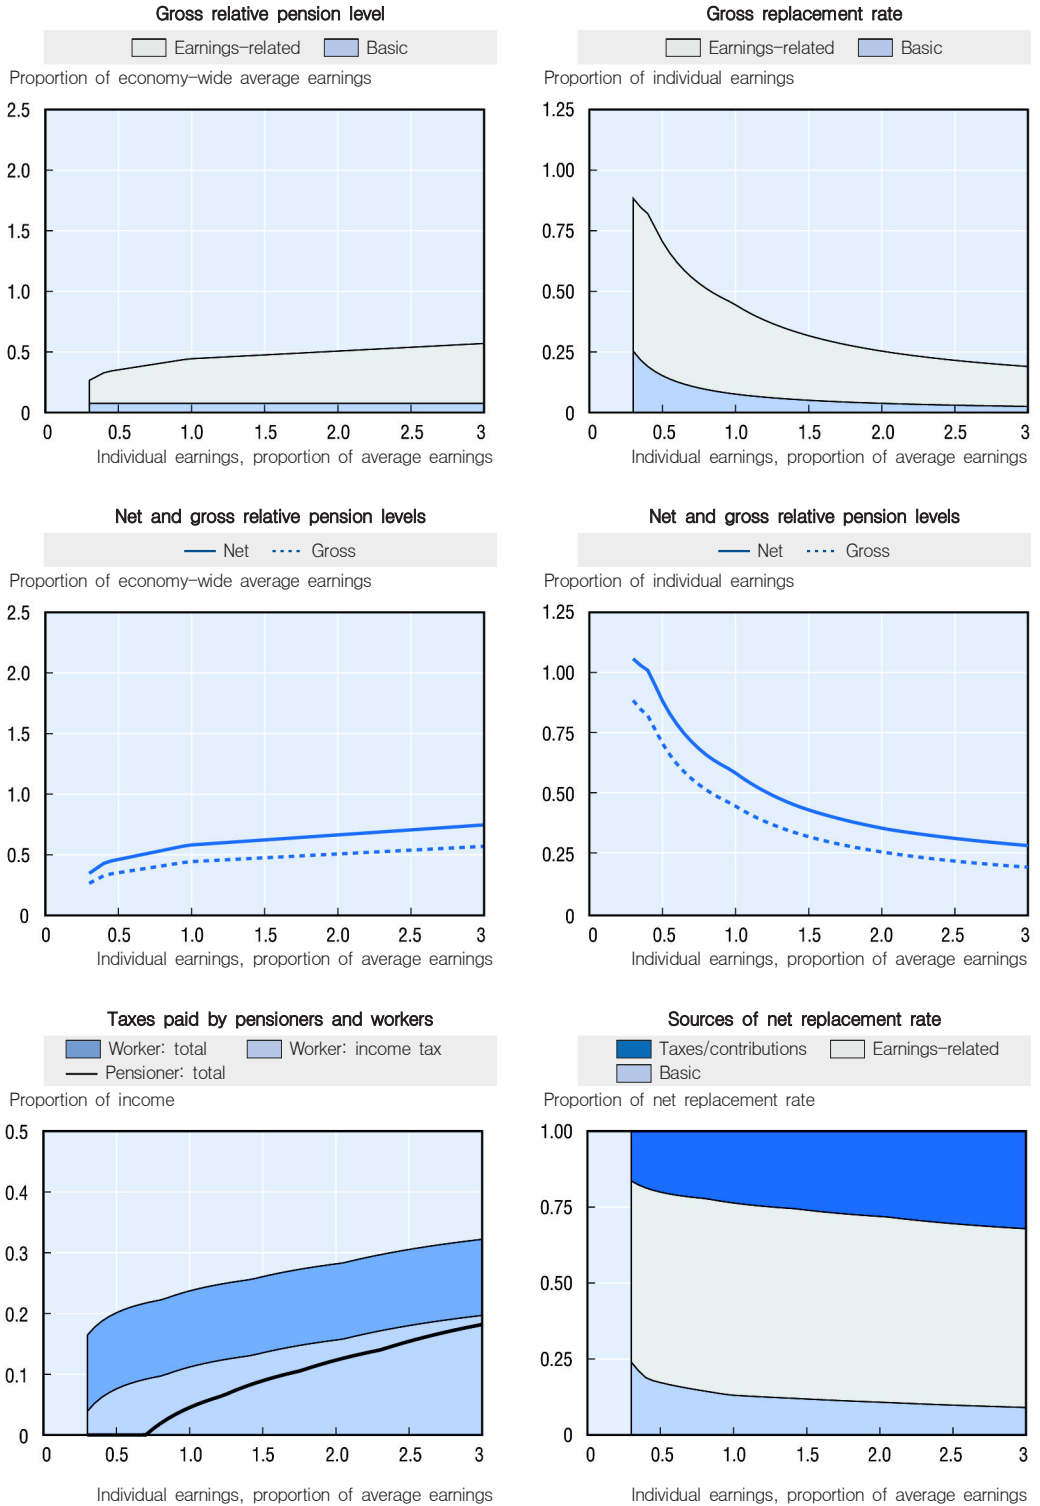 Gross relative pension level
Earnings-related Basic
Proportion of economy-wide average earnings
2.5
2.0
1.5
1.0
0.5
0
0 0.5 1.0 1.5 2.0 2.5 3
Individual earnings, proportion of average earnings
Gross replacement rate
Earnings-related Basic
Proportion of individual earnings
1.25
1.00
0.75
0.50
0.25
0
0 0.5 1.0 1.5 2.0 2.5 3
Individual earnings, proportion of average earnings
Net and gross relative pension levels
Net Gross
Proportion of economy-wide average earnings
2.5
2.0
1.5
1.0
0.5
0
0 0.5 1.0 1.5 2.0 2.5 3
Individual earnings, proportion of average earnings
Net and gross relative pension levels
Net Gross
Proportion of individual earnings
1.25
1.00
0.75
0.50
0.25
0
0 0.5 1.0 1.5 2.0 2.5 3
Individual earnings, proportion of average earnings
Taxes paid by pensioners and workers
Worker: total Worker: income tax
Pensioner: total
Proportion of income
0.5
0.4
0.3
0.2
0.1
0
0 0.5 1.0 1.5 2.0 2.5 3
Individual earnings, proportion of average earnings
Sources of net replacement rate
Taxes/contributions Earnings-related
Basic
Proportion of net replacement rate
1.00
0.75
0.50
0.25
0
0 0.5 1.0 1.5 2.0 2.5 3
Individual earnings, proportion of average earnings